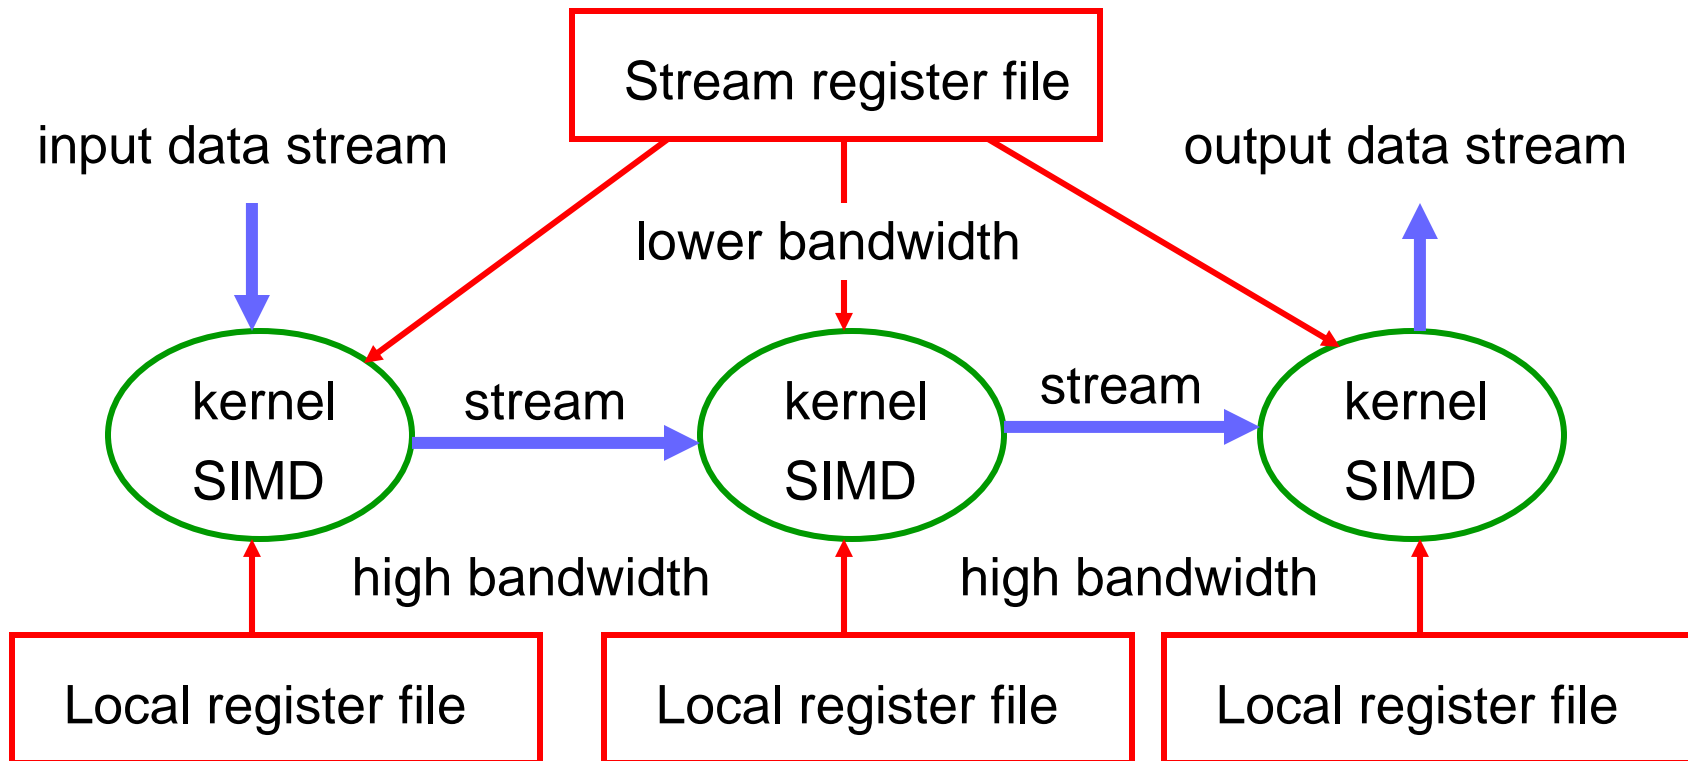 Stream register file
input data stream
output data stream
lower bandwidth
kernel
SIMD
stream
kernel
SIMD
stream
kernel
SIMD
high bandwidth
high bandwidth
Local register file
Local register file
Local register file